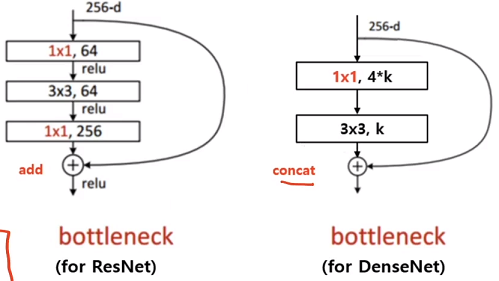 256-d
1x1, 64
relu
3x3, 64
relu
1x1, 256
add
+
relu
bottleneck
(for ResNet)
256-d
1x1, 4*k
3x3, k
concat
+
bottleneck
(for DenseNet)